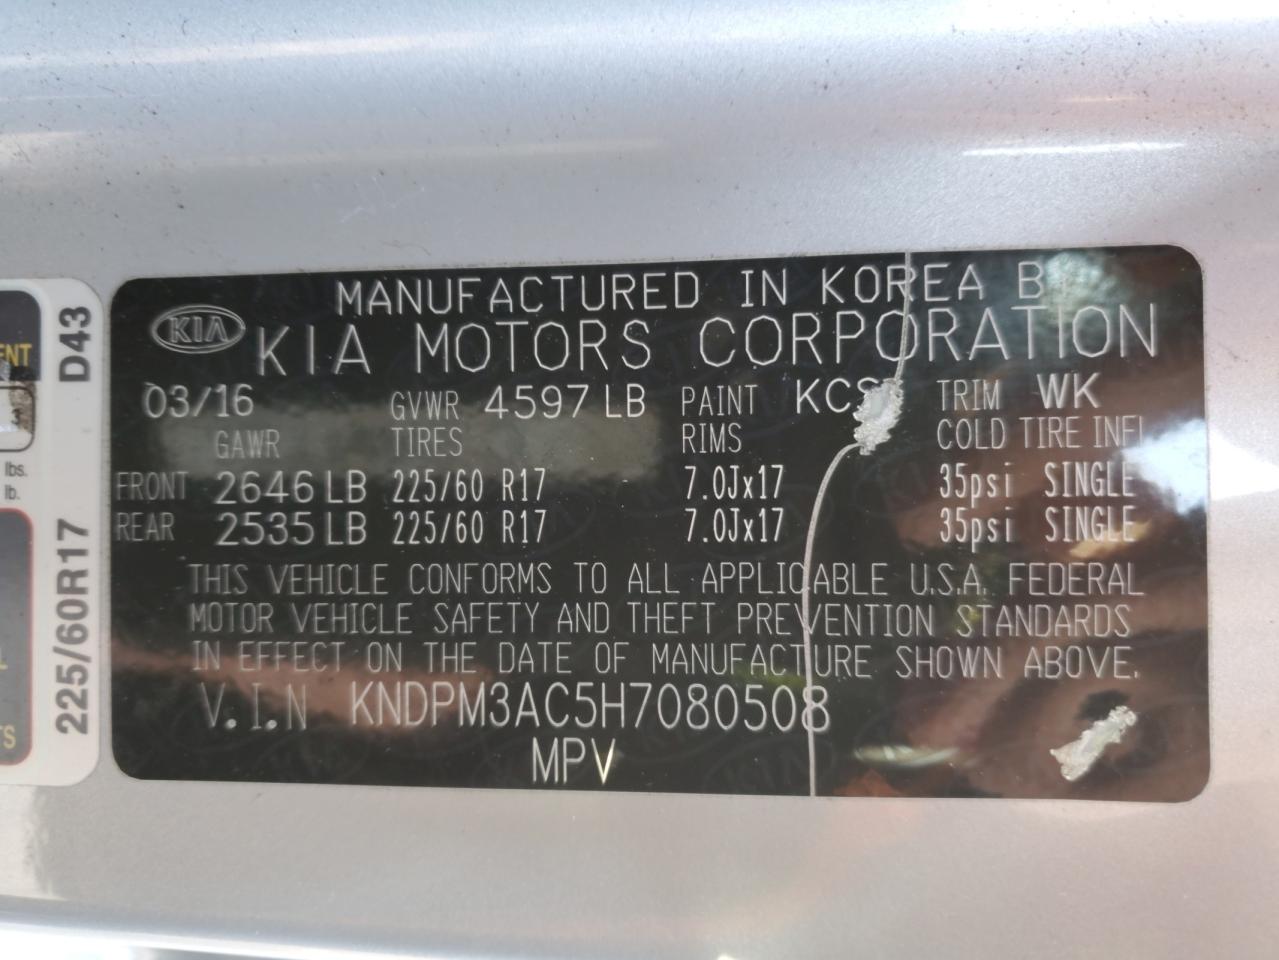 MANUFACTURED IN KOREA B
KIA KIA MOTORS CORPORATION
03/16 GVWR 4597 LB PAINT KCS TRIM WK
GAWR TIRES RIMS COLD TIRE INFL
FRONT 2646 LB 225/60 R17 7.0Jx17 35psi SINGLE
REAR 2535 LB 225/60 R17 7.0Jx17 35psi SINGLE
THIS VEHICLE CONFORMS TO ALL APPLICABLE U.S.A. FEDERAL
MOTOR VEHICLE SAFETY AND THEFT PREVENTION STANDARDS
IN EFFECT ON THE DATE OF MANUFACTURE SHOWN ABOVE.
V.I.N KNDPM3AC5H7080508
MPV
225/60R17 D43
lbs.
lb.